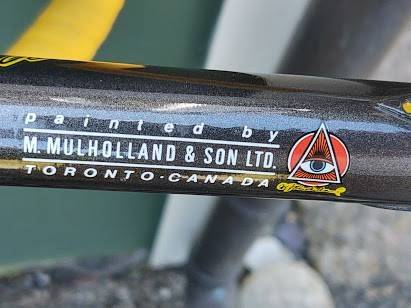 painted by
M. MULHOLLAND & SON LTD.
TORONTO • CANADA